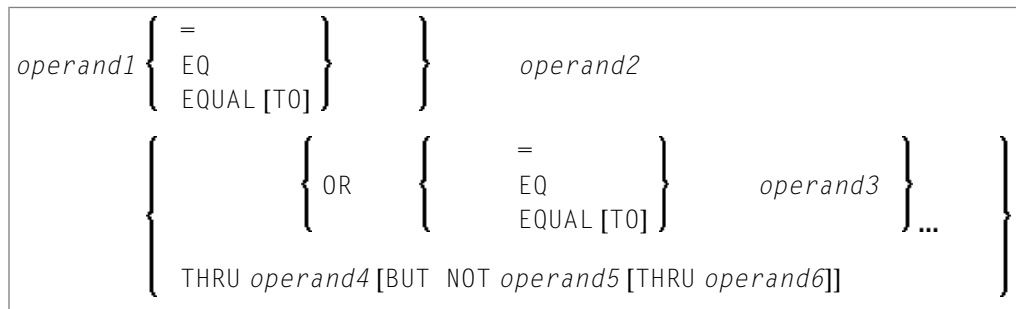 =
operand1 EQ operand2
EQUAL [TO]
=
OR EQ operand3
EQUAL [TO] ...
THRU operand4 [BUT NOT operand5 [THRU operand6]]